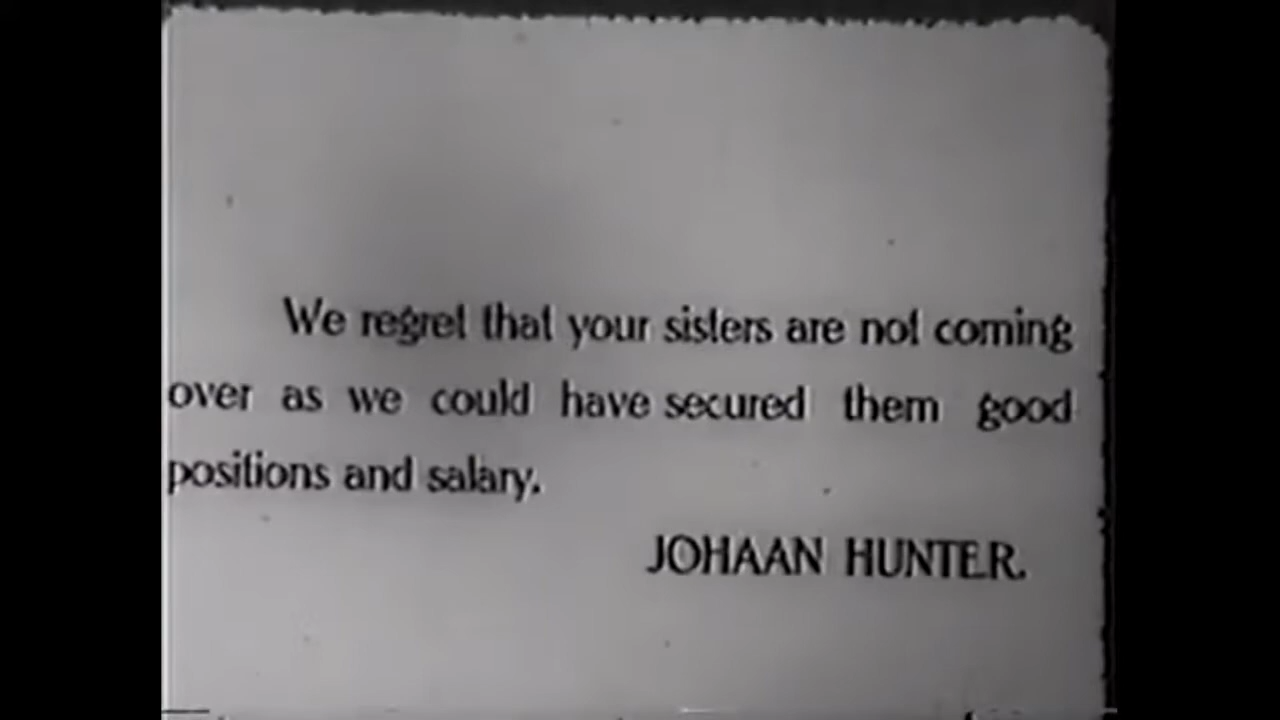 We regret that your sisters are not coming
over as we could have secured them good
positions and salary.
JOHAAN HUNTER.